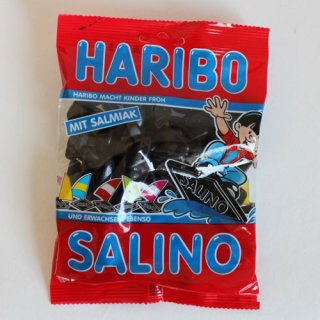 HARIBO
HARIBO MACHT KINDER FROH
MIT SALMIAK
SALINO
UND ERWACHSENE EBENSO
SALINO